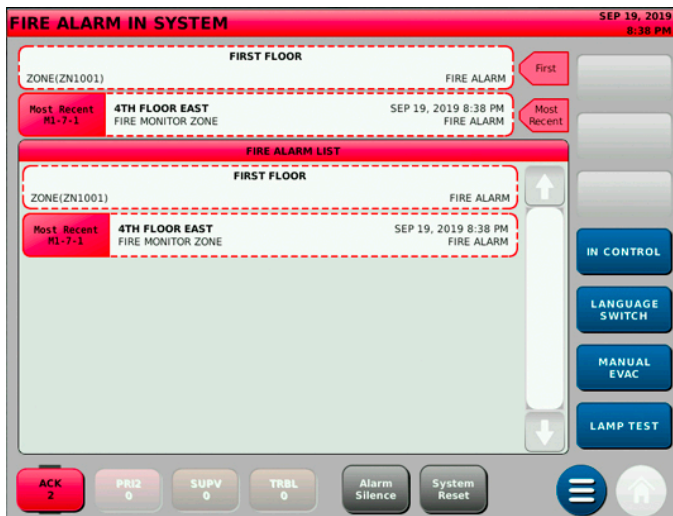 FIRE ALARM IN SYSTEM
SEP 19, 2019
8:38 PM
FIRST FLOOR
ZONE(ZN1001)
FIRE ALARM
First
Most Recent
M1-7-1
4TH FLOOR EAST
FIRE MONITOR ZONE
SEP 19, 2019 8:38 PM
FIRE ALARM
Most
Recent
FIRE ALARM LIST
FIRST FLOOR
ZONE(ZN1001)
FIRE ALARM
Most Recent
M1-7-1
4TH FLOOR EAST
FIRE MONITOR ZONE
SEP 19, 2019 8:38 PM
FIRE ALARM
IN CONTROL
LANGUAGE
SWITCH
MANUAL
EVAC
LAMP TEST
ACK
2
PRI2
0
SUPV
0
TRBL
0
Alarm
Silence
System
Reset